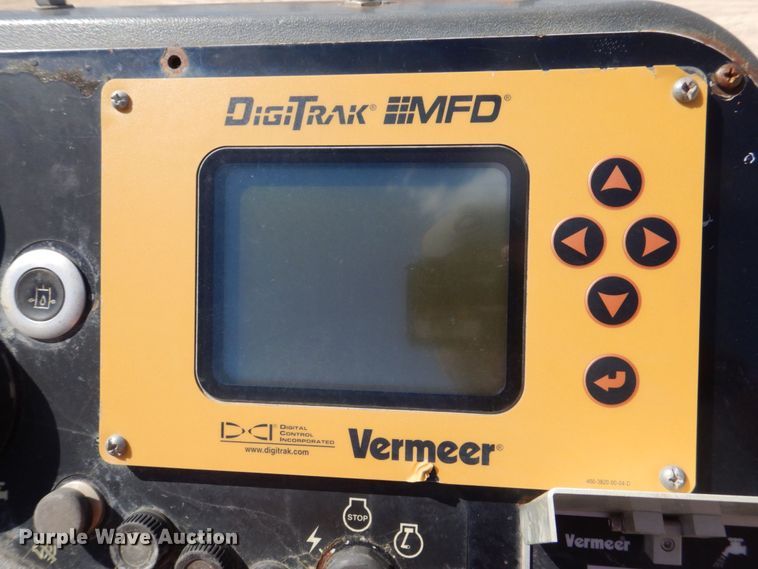 DIGITRAK® MFD®
DCI DIGITAL CONTROL INCORPORATED
www.digitrak.com
Vermeer®
STOP
Vermeer
Purple Wave Auction